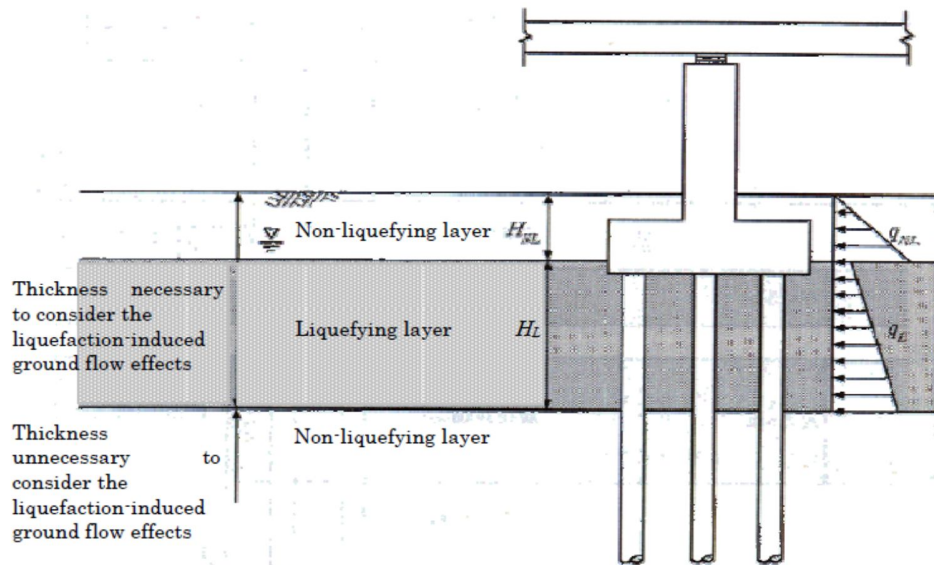 Non-liquefying layer
H_NL
q_NL
Thickness necessary
to consider the
liquefaction-induced
ground flow effects
Liquefying layer
H_L
q_L
Thickness
unnecessary to
consider the
liquefaction-induced
ground flow effects
Non-liquefying layer